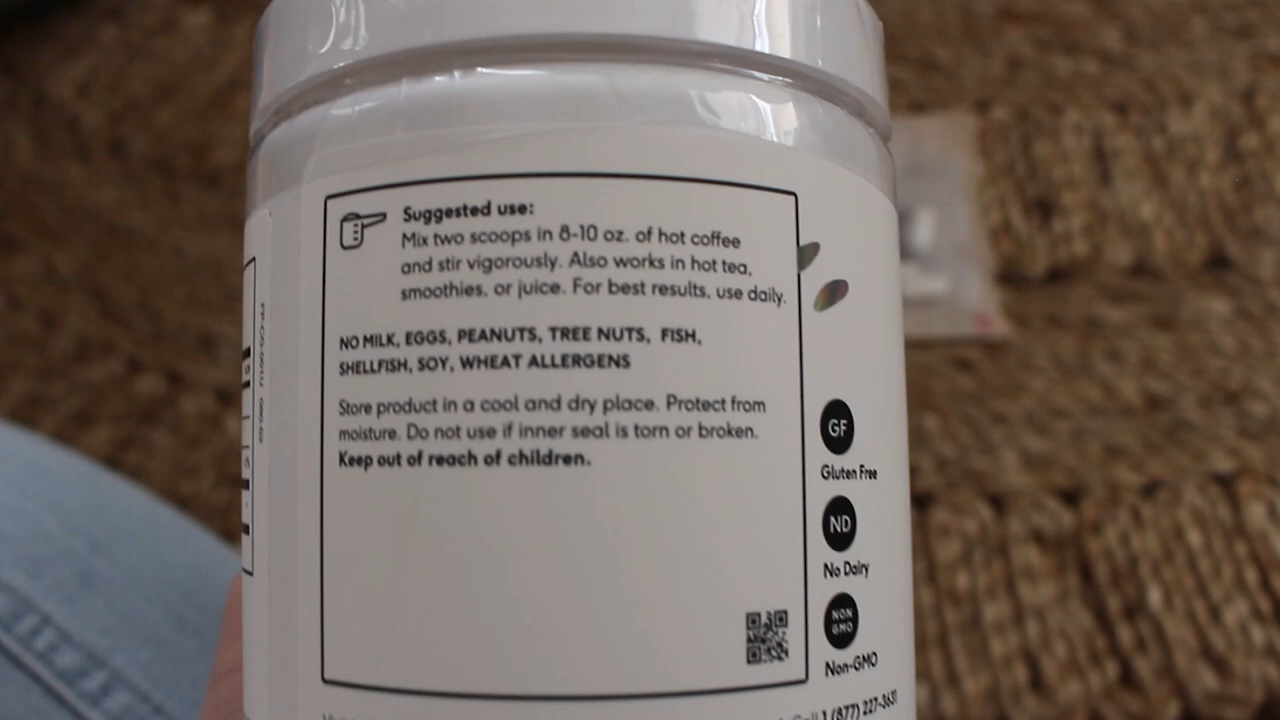 Suggested use:
Mix two scoops in 8-10 oz. of hot coffee
and stir vigorously. Also works in hot tea,
smoothies, or juice. For best results, use daily.
NO MILK, EGGS, PEANUTS, TREE NUTS, FISH,
SHELLFISH, SOY, WHEAT ALLERGENS
Store product in a cool and dry place. Protect from
moisture. Do not use if inner seal is torn or broken.
Keep out of reach of children.
GF
Gluten Free
ND
No Dairy
NON
GMO
Non-GMO
Call 1 (877) 227-3631